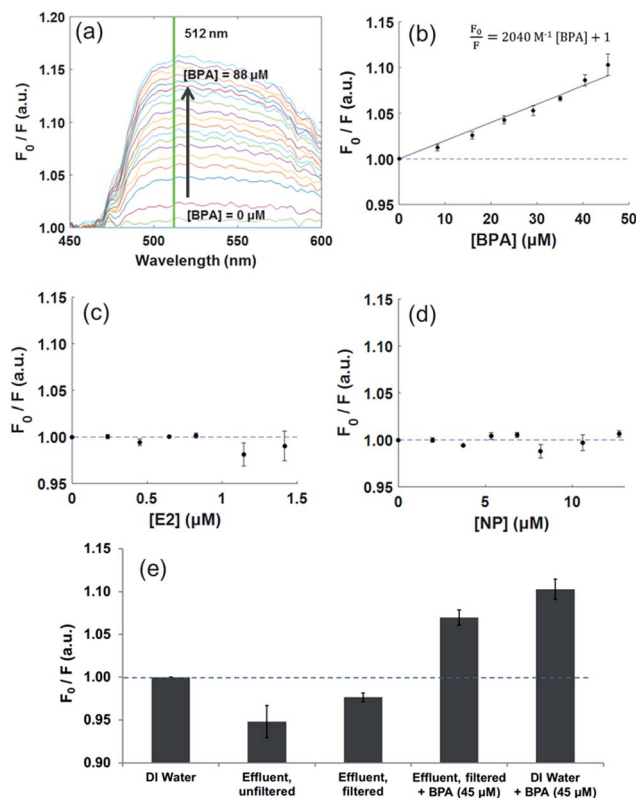 (a)
512 nm
[BPA] = 88 μM
[BPA] = 0 μM
F₀ / F (a.u.)
1.20
1.15
1.10
1.05
1.00
450
500
550
600
Wavelength (nm)
(b)
F₀/F = 2040 M⁻¹ [BPA] + 1
F₀ / F (a.u.)
1.15
1.10
1.05
1.00
0.95
0
10
20
30
40
50
[BPA] (μM)
(c)
F₀ / F (a.u.)
1.15
1.10
1.05
1.00
0.95
0
0.5
1.0
1.5
[E2] (μM)
(d)
F₀ / F (a.u.)
1.15
1.10
1.05
1.00
0.95
0
5
10
[NP] (μM)
(e)
F₀ / F (a.u.)
1.15
1.10
1.05
1.00
0.95
0.90
DI Water
Effluent,
unfiltered
Effluent,
filtered
Effluent, filtered
+ BPA (45 μM)
DI Water
+ BPA (45 μM)